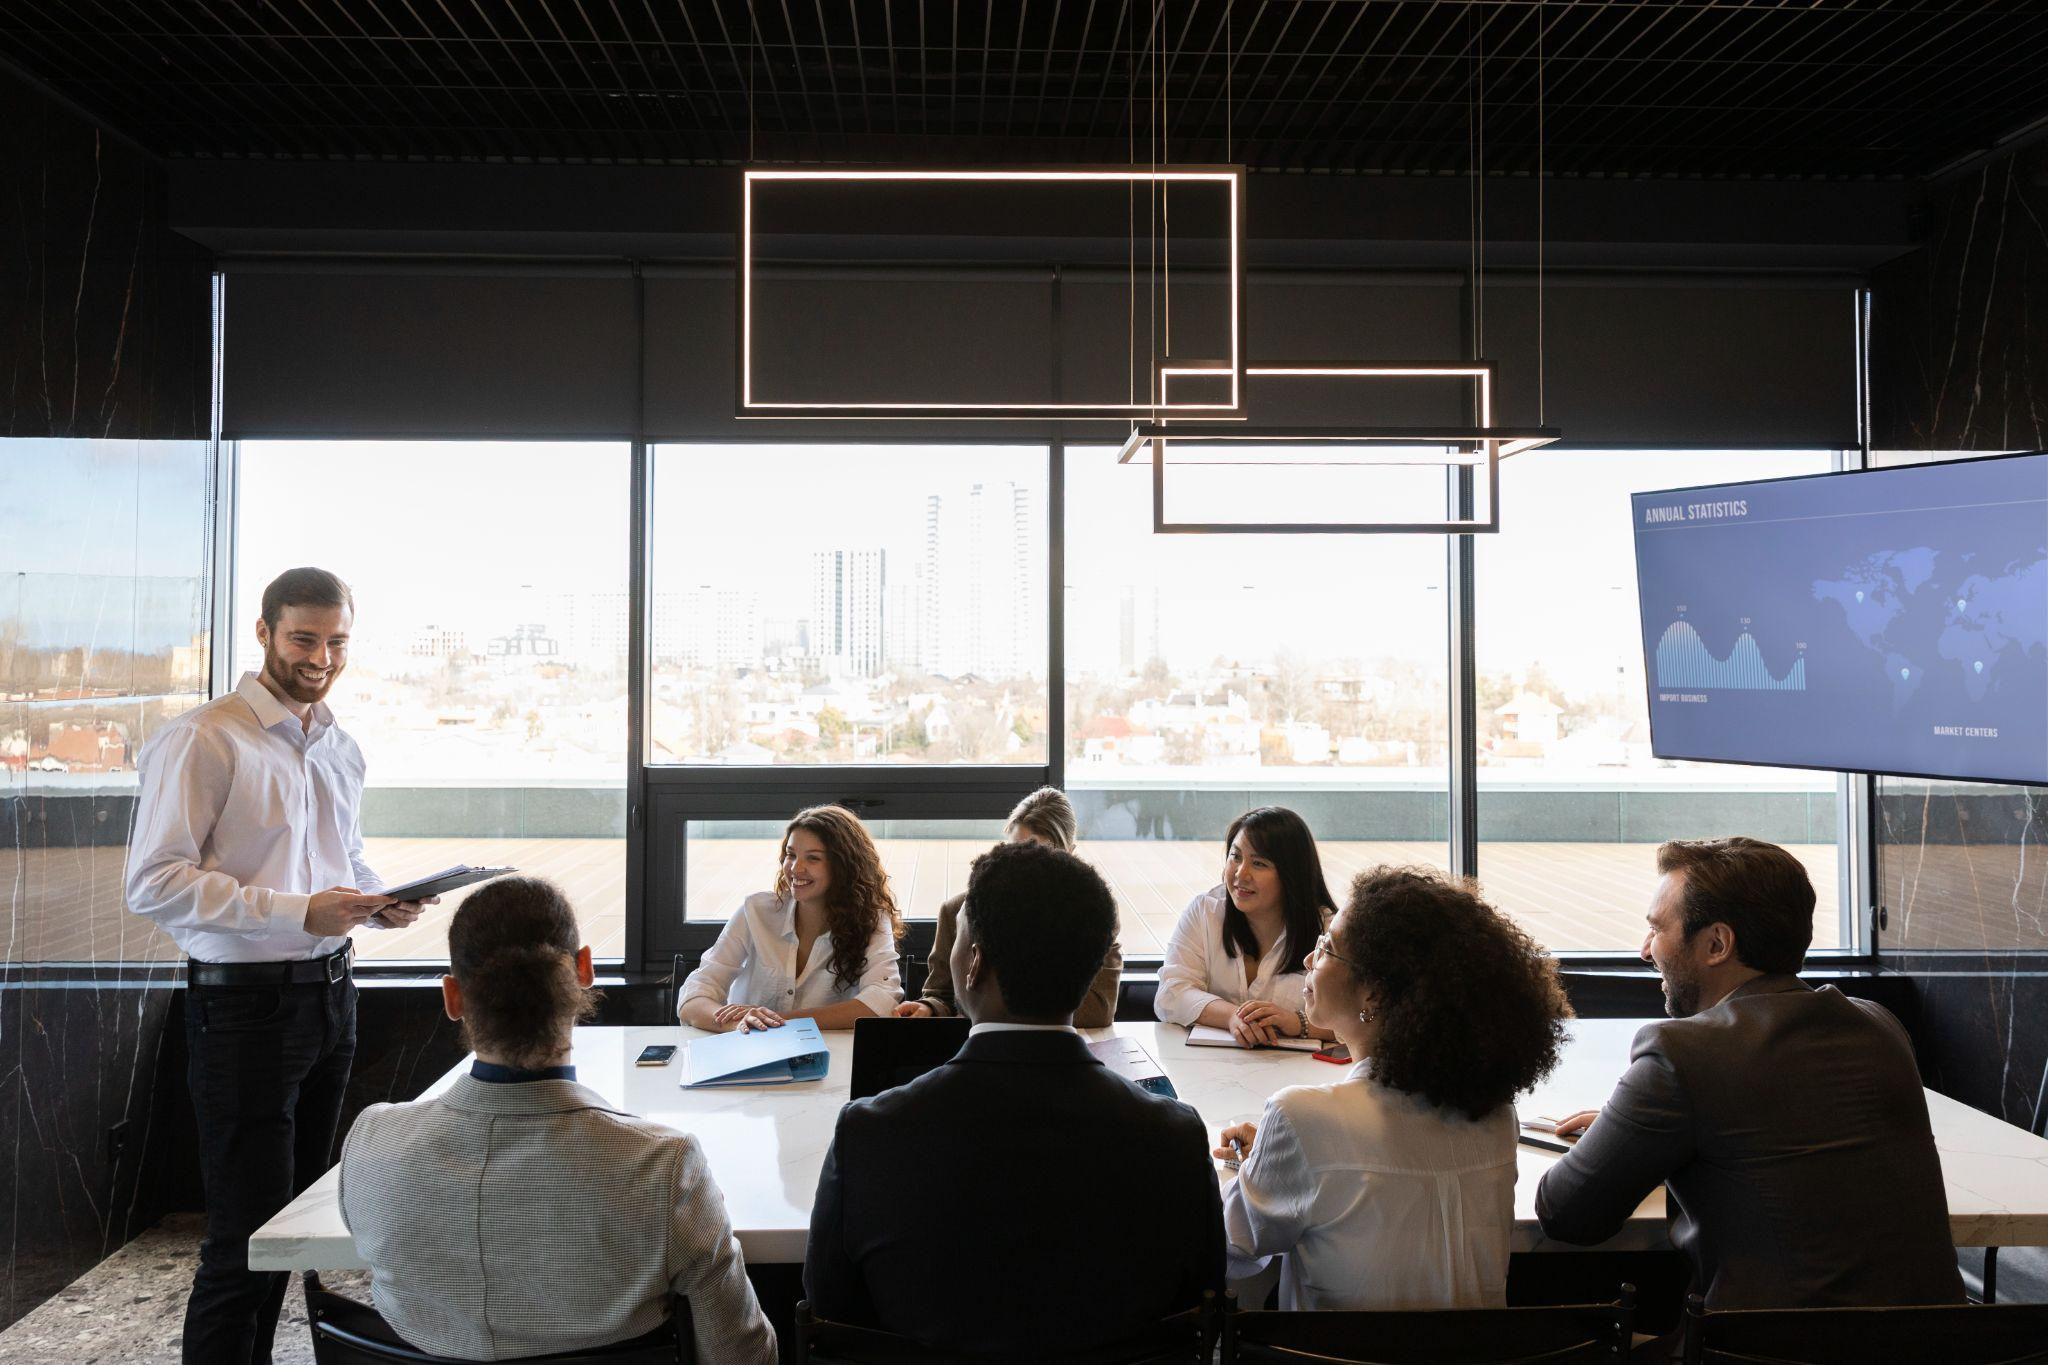 ANNUAL STATISTICS
150
130
100
IMPORT BUSINESS
MARKET CENTERS